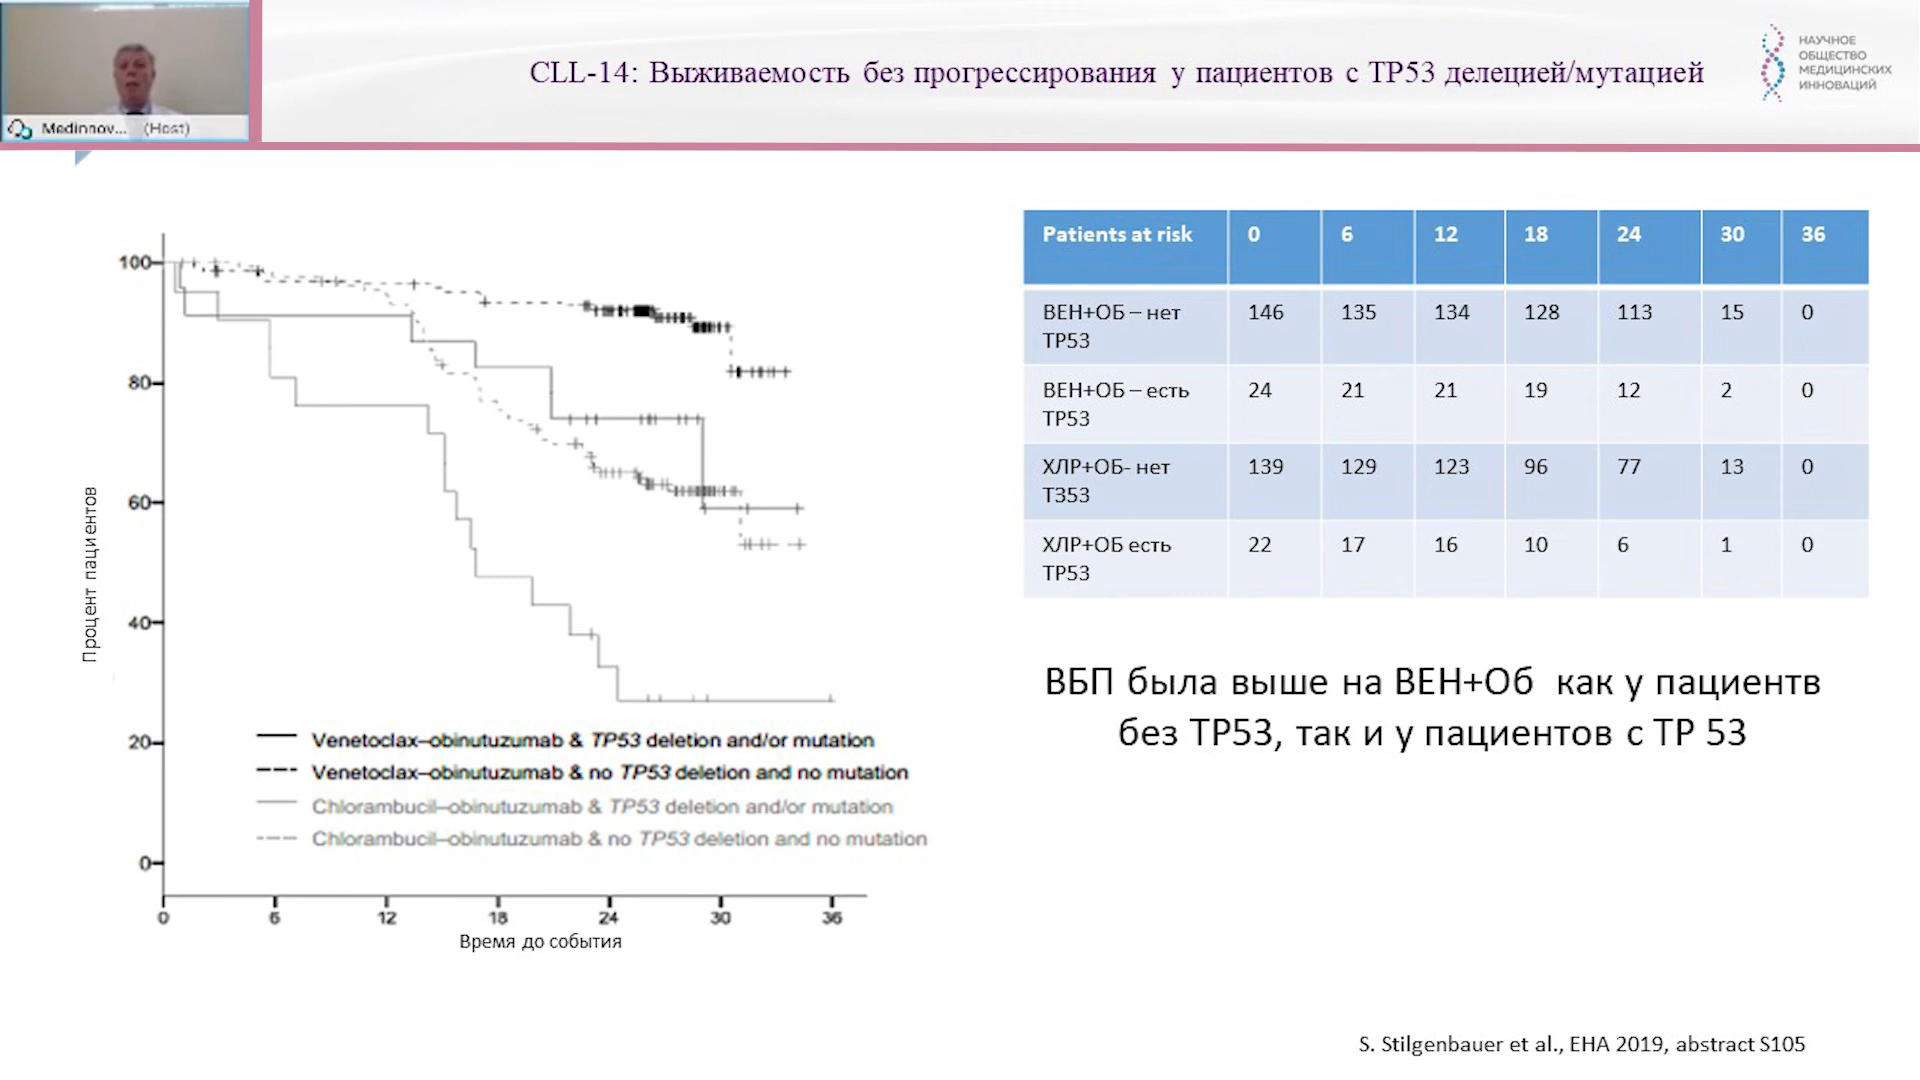 CLL-14: Выживаемость без прогрессирования у пациентов с TP53 делецией/мутацией
НАУЧНОЕ
ОБЩЕСТВО
МЕДИЦИНСКИХ
ИННОВАЦИЙ
Medinnov... (Host)
Процент пациентов
100
80
60
40
20
0
Venetoclax–obinutuzumab & TP53 deletion and/or mutation
Venetoclax–obinutuzumab & no TP53 deletion and no mutation
Chlorambucil–obinutuzumab & TP53 deletion and/or mutation
Chlorambucil–obinutuzumab & no TP53 deletion and no mutation
0 6 12 18 24 30 36
Время до события
Patients at risk 0 6 12 18 24 30 36
ВЕН+ОБ – нет 146 135 134 128 113 15 0
ТР53
ВЕН+ОБ – есть 24 21 21 19 12 2 0
ТР53
ХЛР+ОБ- нет 139 129 123 96 77 13 0
Т353
ХЛР+ОБ есть 22 17 16 10 6 1 0
ТР53
ВБП была выше на ВЕН+Об как у пациентв
без ТР53, так и у пациентов с ТР 53
S. Stilgenbauer et al., EHA 2019, abstract S105